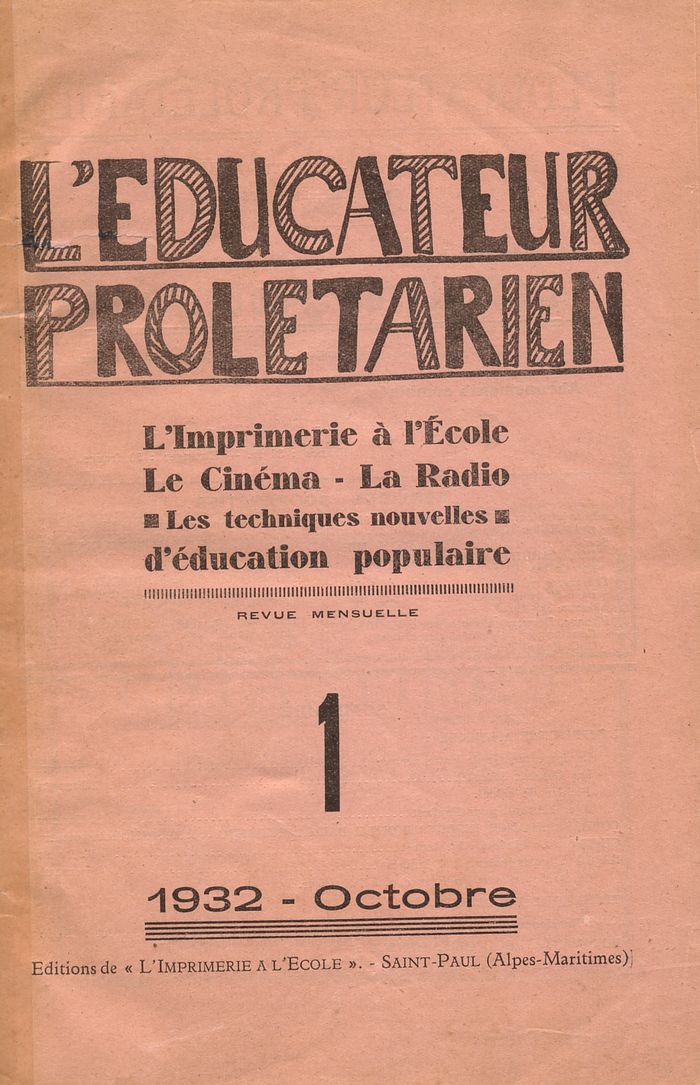 L'EDUCATEUR
PROLETARIEN
L'Imprimerie à l'École
Le Cinéma - La Radio
Les techniques nouvelles
d'éducation populaire
REVUE MENSUELLE
1
1932 - Octobre
Editions de « L'IMPRIMERIE A L'ECOLE ». - SAINT-PAUL (Alpes-Maritimes)